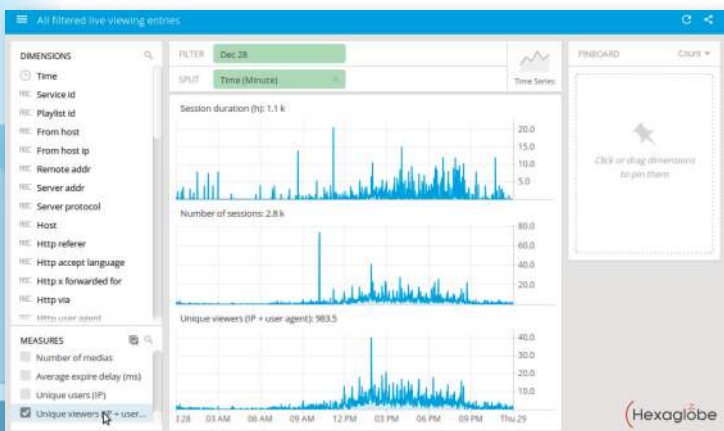 All filtered live viewing entries
DIMENSIONS
Time
Service id
Playlist id
From host
From host ip
Remote addr
Server addr
Server protocol
Host
Http referer
Http accept language
Http x forwarded for
Http via
Http user agent
MEASURES
Number of medias
Average expire delay (ms)
Unique users (IP)
Unique viewers (IP + user...
FILTER Dec 28
SPLIT Time (Minute)
Time Series
Session duration (h): 1.1 k
20.0
15.0
10.0
5.0
Number of sessions: 2.8 k
80.0
60.0
40.0
20.0
Unique viewers (IP + user agent): 983.5
40.0
30.0
20.0
10.0
03 AM 06 AM 09 AM 12 PM 03 PM 06 PM 09 PM Thu 29
PINBOARD Count
Click or drag dimensions
to pin them
Hexaglobe